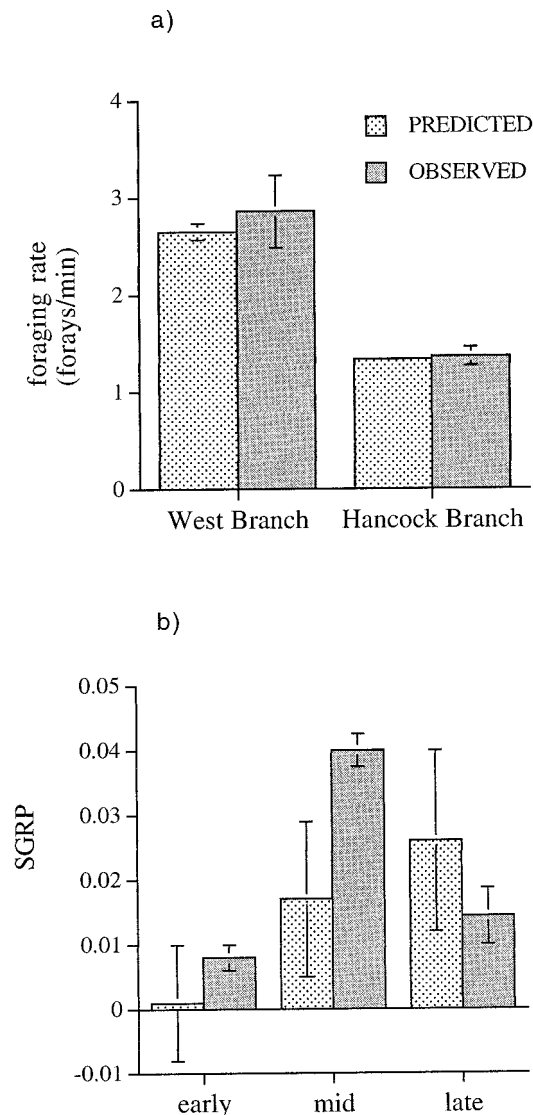 a)
4
PREDICTED
OBSERVED
3
2
1
0
foraging rate
(forays/min)
West Branch
Hancock Branch
b)
0.05
0.04
0.03
0.02
0.01
0
-0.01
SGRP
early
mid
late